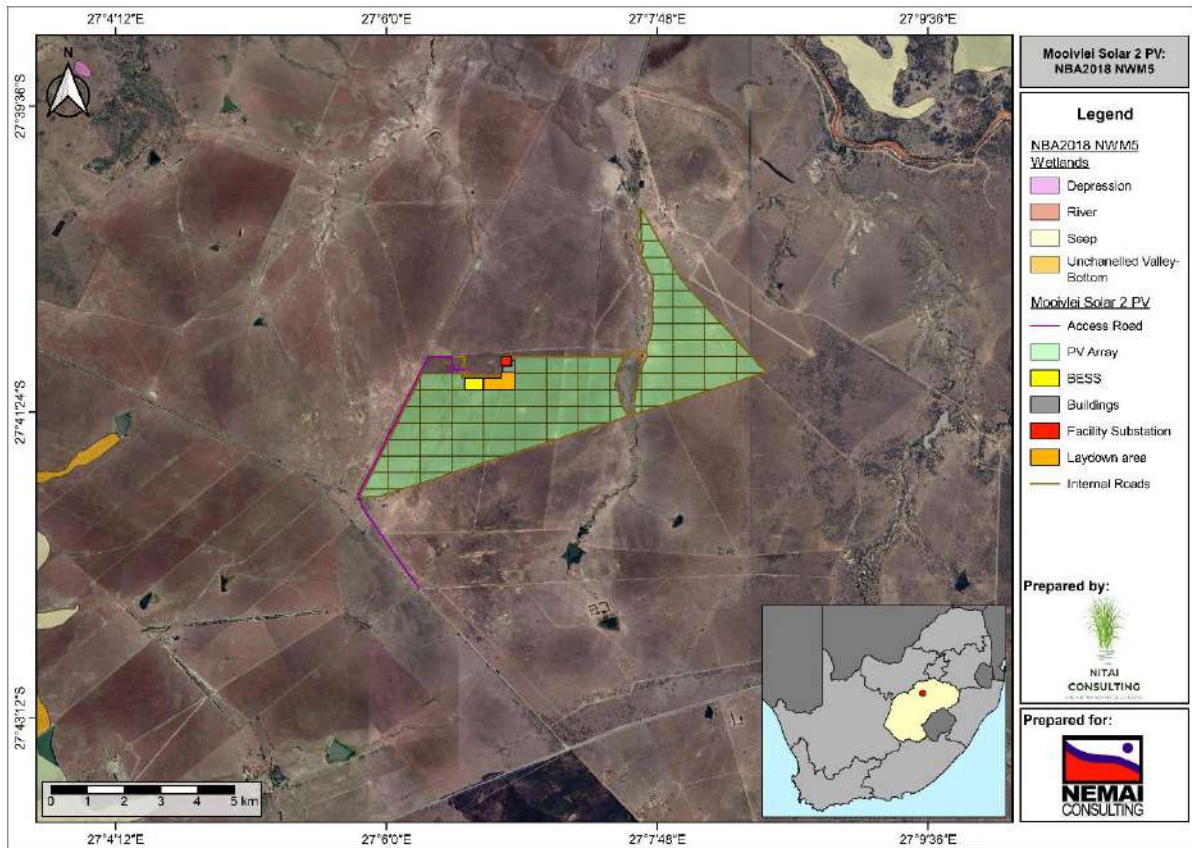 27°4'12"E 27°6'0"E 27°7'48"E 27°9'36"E
Mooivlei Solar 2 PV:
NBA2018 NWM5
N
27°39'36"S
27°41'24"S
27°43'12"S
Legend
NBA2018 NWM5
Wetlands
Depression
River
Seep
Unchanelled Valley-
Bottom
Mooivlei Solar 2 PV
Access Road
PV Array
BESS
Buildings
Facility Substation
Laydown area
Internal Roads
Prepared by:
NITAI
CONSULTING
Prepared for:
NEMAI
CONSULTING
0 1 2 3 4 5 km
27°4'12"E 27°6'0"E 27°7'48"E 27°9'36"E